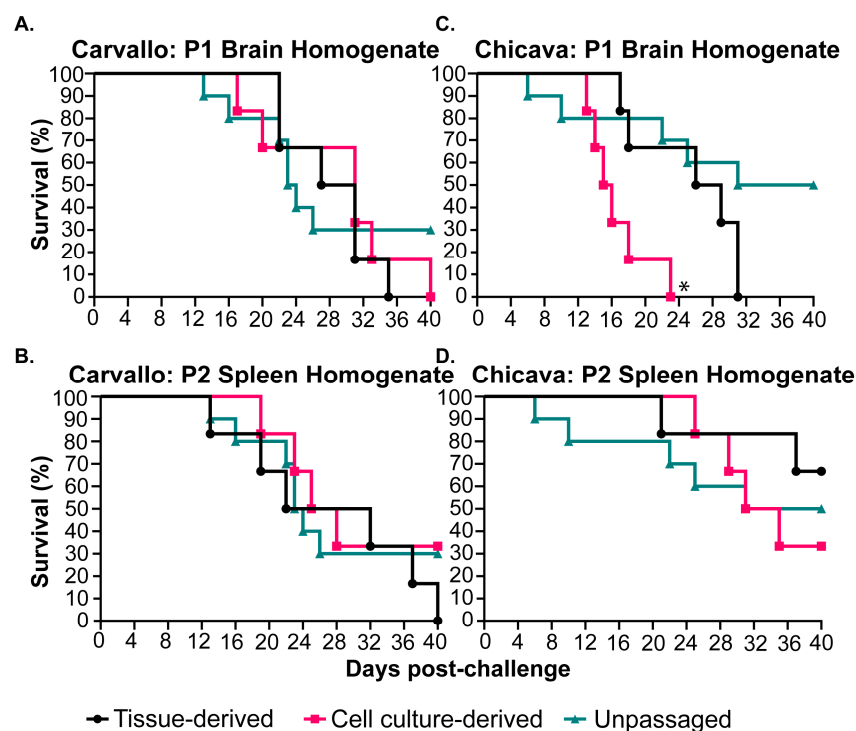 A.
Carvallo: P1 Brain Homogenate
Survival (%)
100
90
80
70
60
50
40
30
20
10
0
0 4 8 12 16 20 24 28 32 36 40
C.
Chicava: P1 Brain Homogenate
100
90
80
70
60
50
40
30
20
10
0
*
0 4 8 12 16 20 24 28 32 36 40
B.
Carvallo: P2 Spleen Homogenate
Survival (%)
100
90
80
70
60
50
40
30
20
10
0
0 4 8 12 16 20 24 28 32 36 40
D.
Chicava: P2 Spleen Homogenate
100
90
80
70
60
50
40
30
20
10
0
0 4 8 12 16 20 24 28 32 36 40
Days post-challenge
Tissue-derived Cell culture-derived Unpassaged